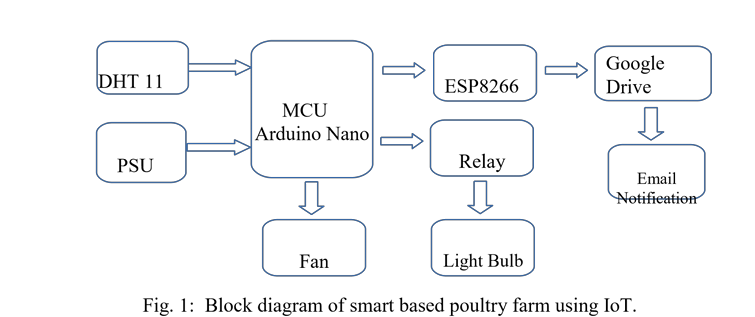 DHT 11
MCU
Arduino Nano
ESP8266
Google
Drive
PSU
Relay
Email
Notification
Fan
Light Bulb
Fig. 1:  Block diagram of smart based poultry farm using IoT.